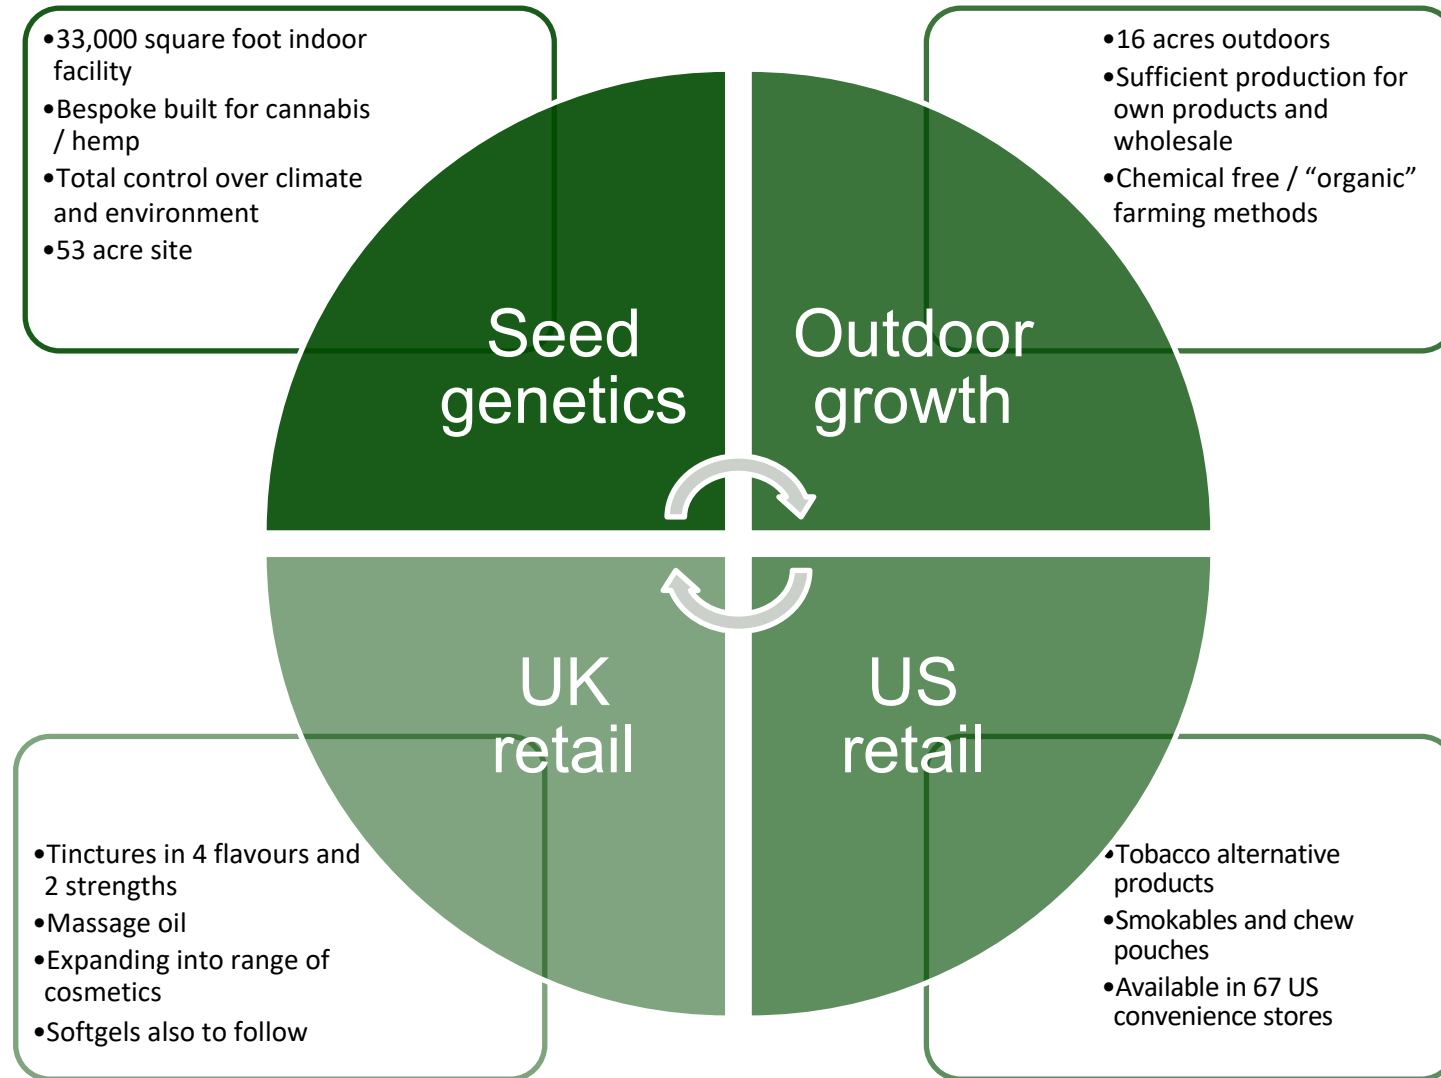 •33,000 square foot indoor
facility
•Bespoke built for cannabis
/ hemp
•Total control over climate
and environment
•53 acre site
•16 acres outdoors
•Sufficient production for
own products and
wholesale
•Chemical free / “organic”
farming methods
Seed
genetics
Outdoor
growth
UK
retail
US
retail
•Tinctures in 4 flavours and
2 strengths
•Massage oil
•Expanding into range of
cosmetics
•Softgels also to follow
•Tobacco alternative
products
•Smokables and chew
pouches
•Available in 67 US
convenience stores